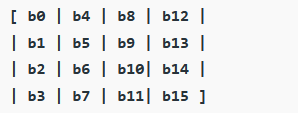 [ b0 | b4 | b8 | b12 |
| b1 | b5 | b9 | b13 |
| b2 | b6 | b10| b14 |
| b3 | b7 | b11| b15 ]